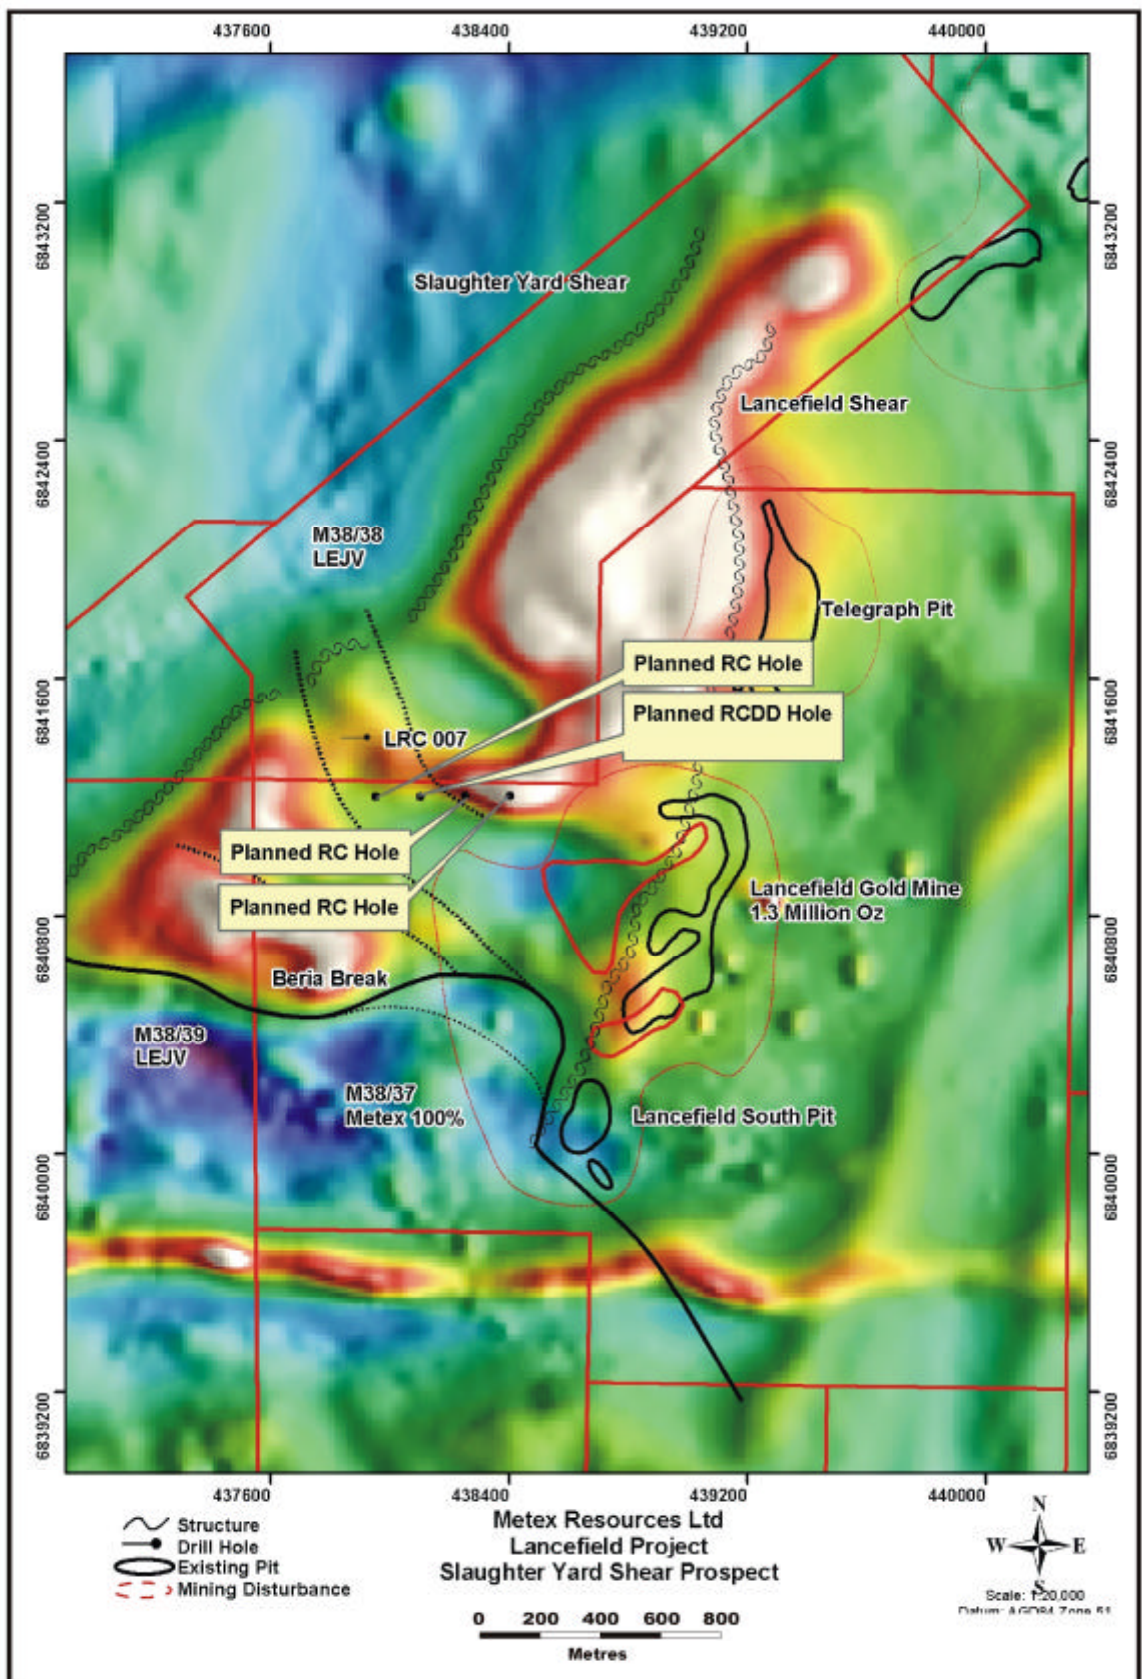 437600 438400 439200 440000
6843200
6843200
Slaughter Yard Shear
Lancefield Shear
6842400
6842400
M38/38
LEJV
Telegraph Pit
Planned RC Hole
6841600
6841600
Planned RCDD Hole
LRC 007
Planned RC Hole
Lancefield Gold Mine
1.3 Million Oz
Planned RC Hole
6840800
6840800
Beria Break
M38/39
LEJV
M38/37
Metex 100%
Lancefield South Pit
6840000
6840000
6839200
6839200
437600 438400 439200 440000
Structure
Drill Hole
Existing Pit
Mining Disturbance
Metex Resources Ltd
Lancefield Project
Slaughter Yard Shear Prospect
0 200 400 600 800
Metres
N
W E
S
Scale: 1:20,000
Datum: AGD84 Zone 51